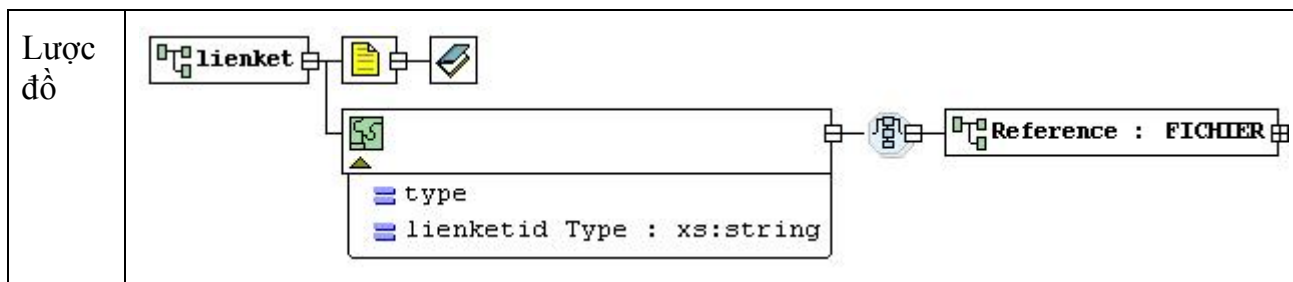 Lược
đồ
lienket
Reference : FICHIER
type
lienketid Type : xs:string